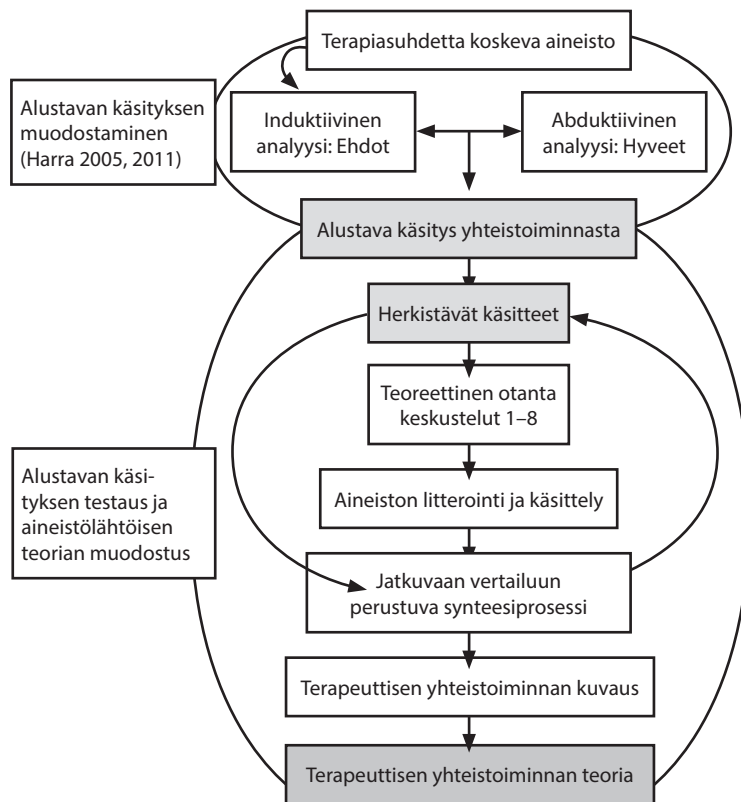 Terapiasuhdetta koskeva aineisto
Alustavan käsityksen
muodostaminen
(Harra 2005, 2011)
Induktiivinen
analyysi: Ehdot
Abduktiivinen
analyysi: Hyveet
Alustava käsitys yhteistoiminnasta
Herkistävät käsitteet
Teoreettinen otanta
keskustelut 1–8
Alustavan käsi-
tyksen testaus ja
aineistölähtöisen
teorian muodostus
Aineiston litterointi ja käsittely
Jatkuvaan vertailuun
perustuva synteesiprosessi
Terapeuttisen yhteistoiminnan kuvaus
Terapeuttisen yhteistoiminnan teoria